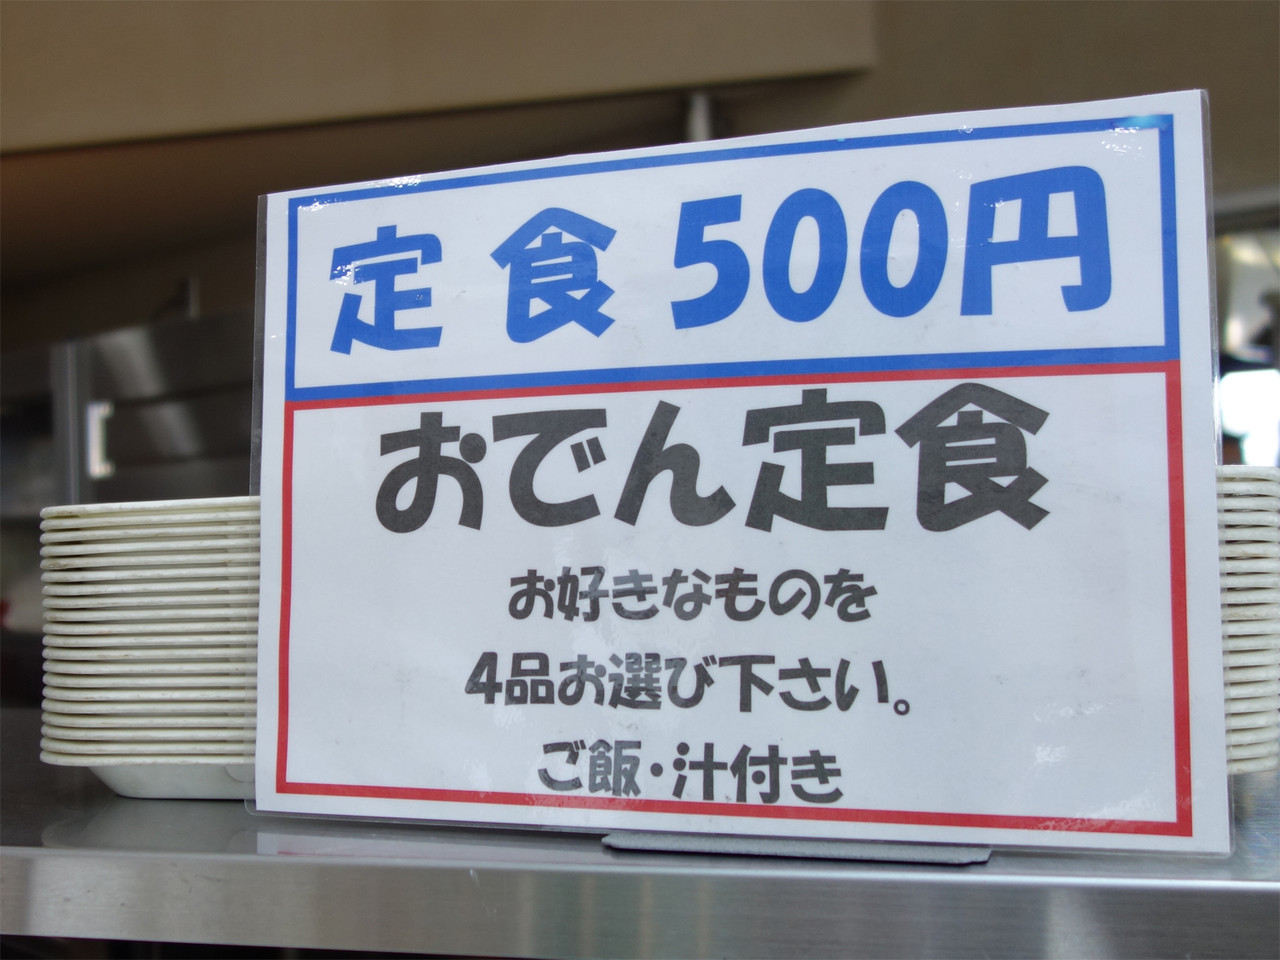 定食500円
おでん定食
お好きなものを
4品お選び下さい。
ご飯・汁付き